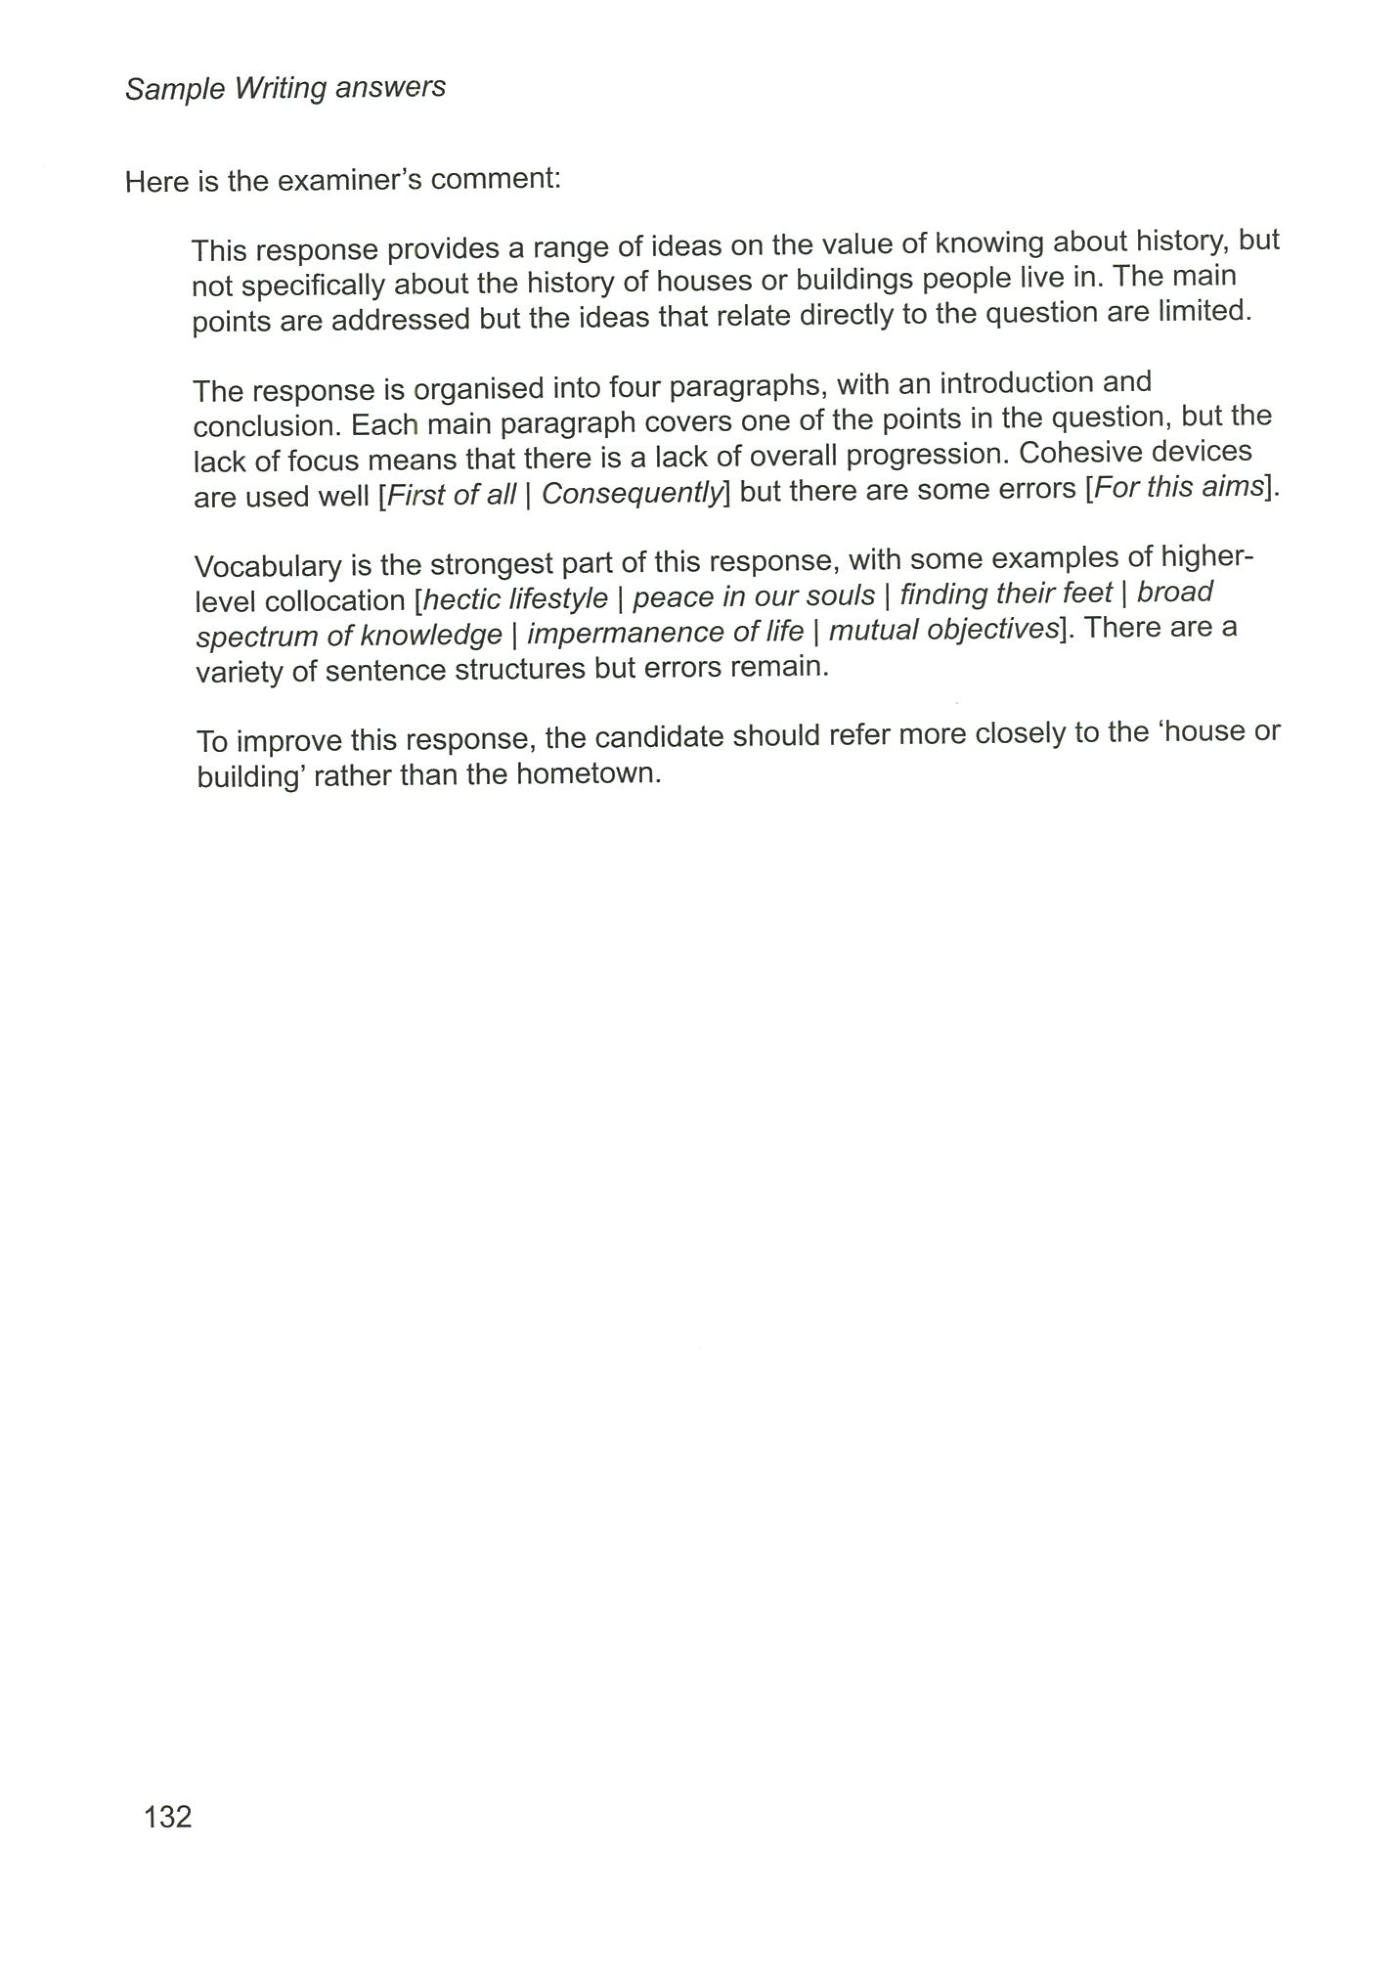 Sample Writing answers
Here is the examiner’s comment:
This response provides a range of ideas on the value of knowing about history, but
not specifically about the history of houses or buildings people live in. The main
points are addressed but the ideas that relate directly to the question are limited.
The response is organised into four paragraphs, with an introduction and
conclusion. Each main paragraph covers one of the points in the question, but the
lack of focus means that there is a lack of overall progression. Cohesive devices
are used well [First of all | Consequently] but there are some errors [For this aims].
Vocabulary is the strongest part of this response, with some examples of higher-
level collocation [hectic lifestyle | peace in our souls | finding their feet | broad
spectrum of knowledge | impermanence of life | mutual objectives]. There are a
variety of sentence structures but errors remain.
To improve this response, the candidate should refer more closely to the ‘house or
building’ rather than the hometown.
132